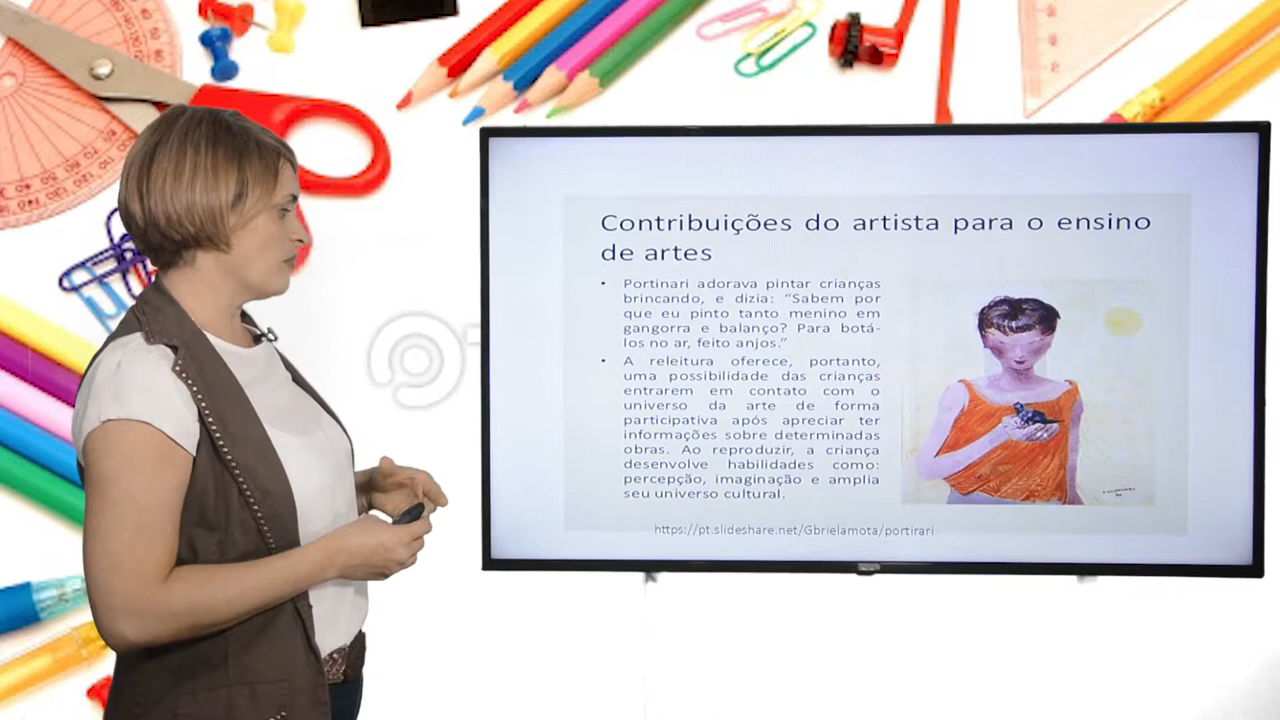 Contribuições do artista para o ensino
de artes
• Portinari adorava pintar crianças
brincando, e dizia: “Sabem por
que eu pinto tanto menino em
gangorra e balanço? Para botá-
los no ar, feito anjos.”
• A releitura oferece, portanto,
uma possibilidade das crianças
entrarem em contato com o
universo da arte de forma
participativa após apreciar ter
informações sobre determinadas
obras. Ao reproduzir, a criança
desenvolve habilidades como:
percepção, imaginação e amplia
seu universo cultural.
https://pt.slideshare.net/Gbrielamota/portirari